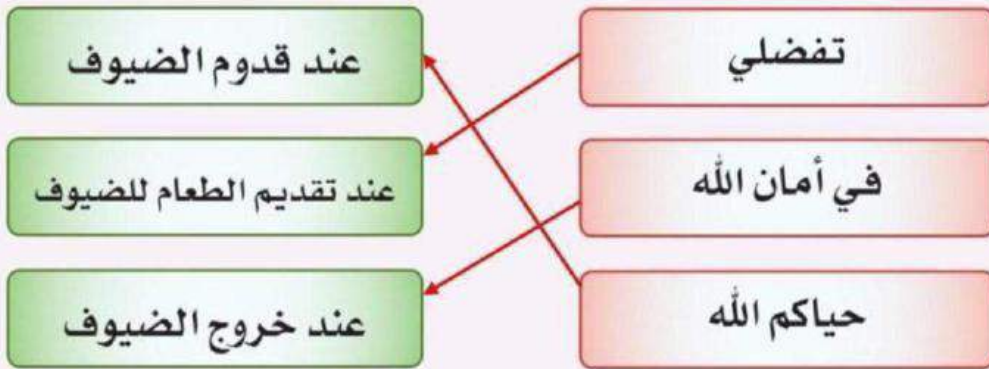 تفضلي
عند قدوم الضيوف
في أمان الله
عند تقديم الطعام للضيوف
حياكم الله
عند خروج الضيوف